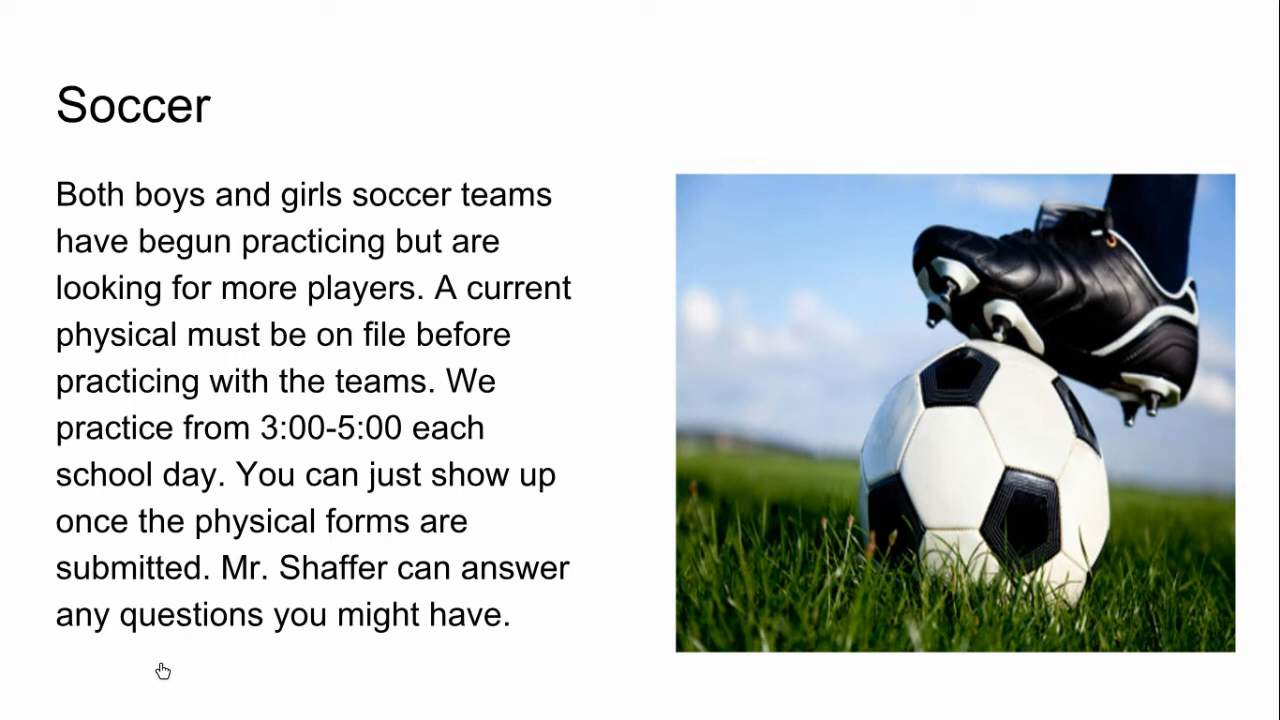 Soccer
Both boys and girls soccer teams
have begun practicing but are
looking for more players. A current
physical must be on file before
practicing with the teams. We
practice from 3:00-5:00 each
school day. You can just show up
once the physical forms are
submitted. Mr. Shaffer can answer
any questions you might have.